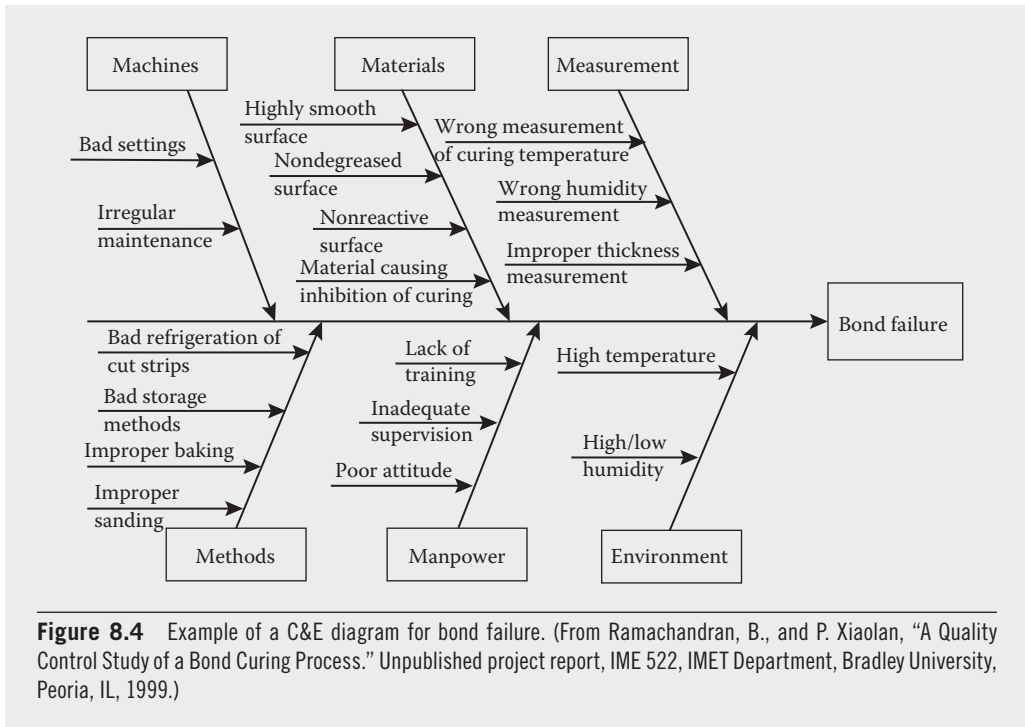 Machines
Materials
Measurement
Highly smooth
surface
Wrong measurement
of curing temperature
Bad settings
Nondegreased
surface
Wrong humidity
measurement
Irregular
maintenance
Nonreactive
surface
Improper thickness
measurement
Material causing
inhibition of curing
Bond failure
Bad refrigeration of
cut strips
Lack of
training
High temperature
Bad storage
methods
Inadequate
supervision
Improper baking
High/low
humidity
Poor attitude
Improper
sanding
Methods
Manpower
Environment
Figure 8.4 Example of a C&E diagram for bond failure. (From Ramachandran, B., and P. Xiaolan, “A Quality
Control Study of a Bond Curing Process.” Unpublished project report, IME 522, IMET Department, Bradley University,
Peoria, IL, 1999.)